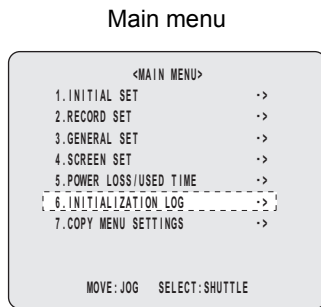 Main menu
<MAIN MENU>
1.INITIAL SET ·>
2.RECORD SET ·>
3.GENERAL SET ·>
4.SCREEN SET ·>
5.POWER LOSS/USED TIME ·>
6.INITIALIZATION LOG ·>
7.COPY MENU SETTINGS ·>
MOVE:JOG SELECT:SHUTTLE